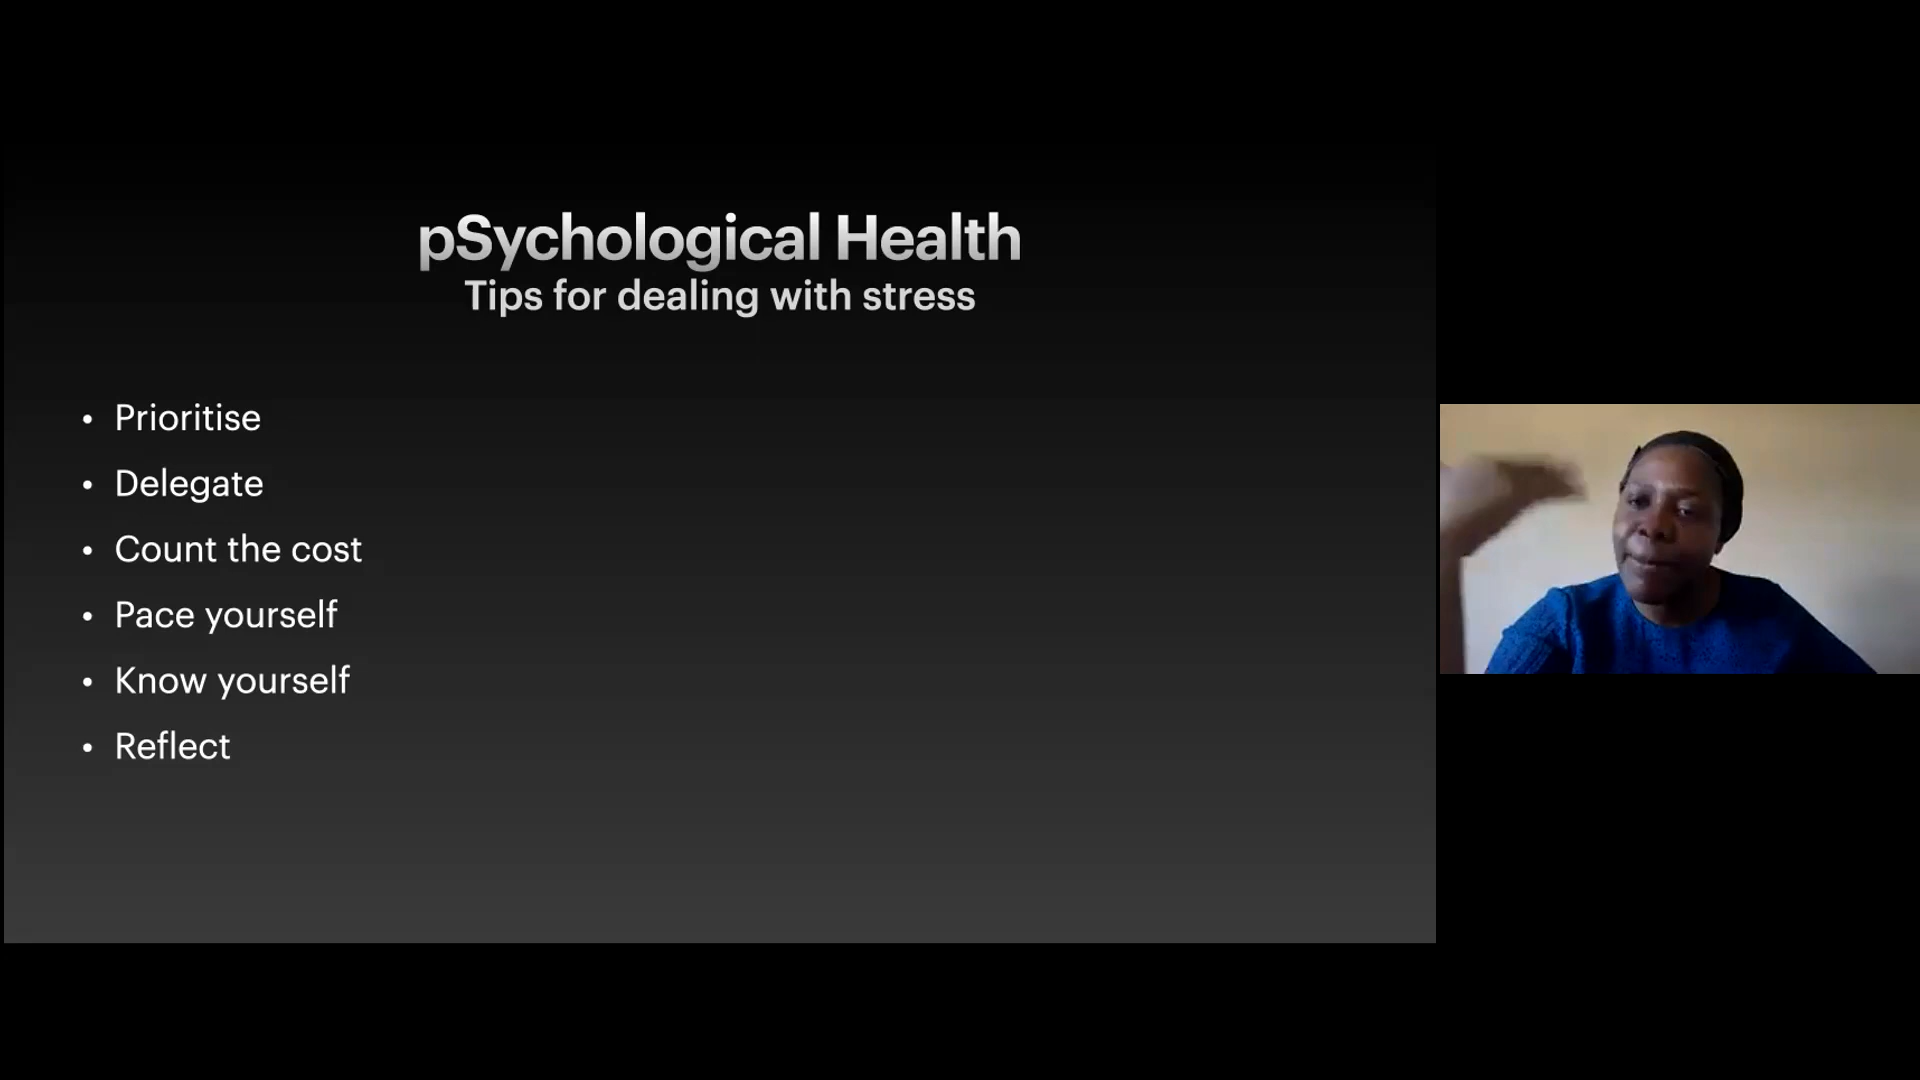 pSychological Health
Tips for dealing with stress
• Prioritise
• Delegate
• Count the cost
• Pace yourself
• Know yourself
• Reflect